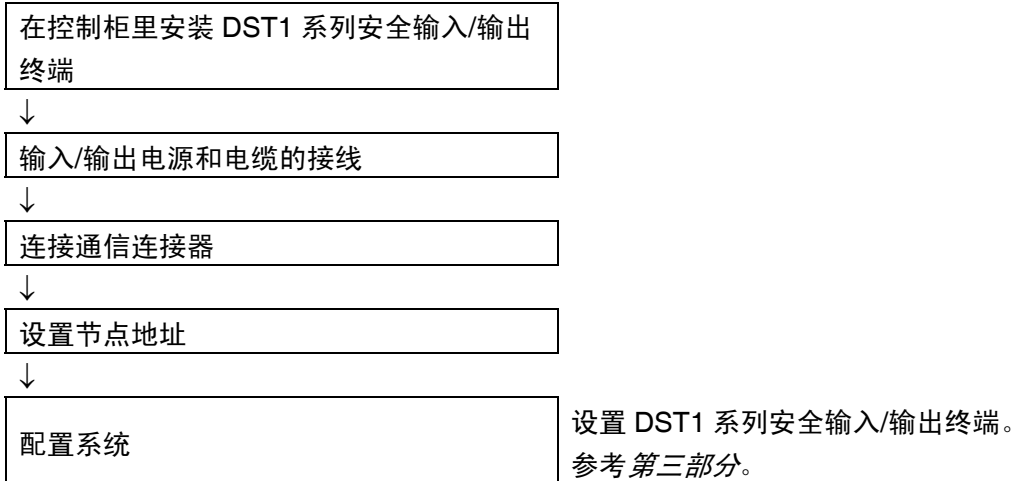 在控制柜里安装 DST1 系列安全输入/输出
终端
↓
输入/输出电源和电缆的接线
↓
连接通信连接器
↓
设置节点地址
↓
配置系统
设置 DST1 系列安全输入/输出终端。
参考第三部分。